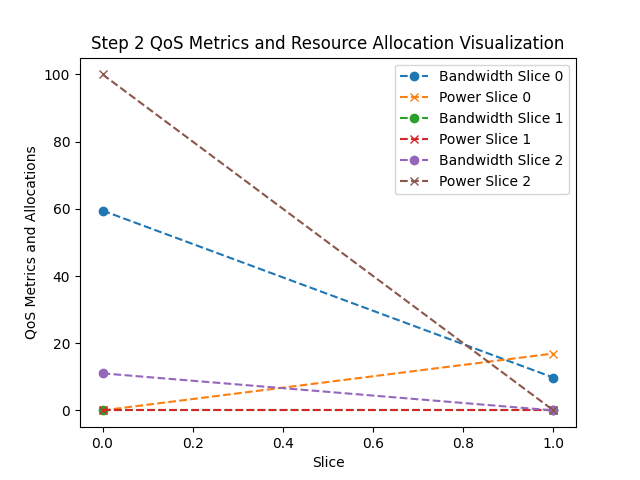 Step 2 QoS Metrics and Resource Allocation Visualization
100
80
60
40
20
0
QoS Metrics and Allocations
Bandwidth Slice 0
Power Slice 0
Bandwidth Slice 1
Power Slice 1
Bandwidth Slice 2
Power Slice 2
0.0 0.2 0.4 0.6 0.8 1.0
Slice